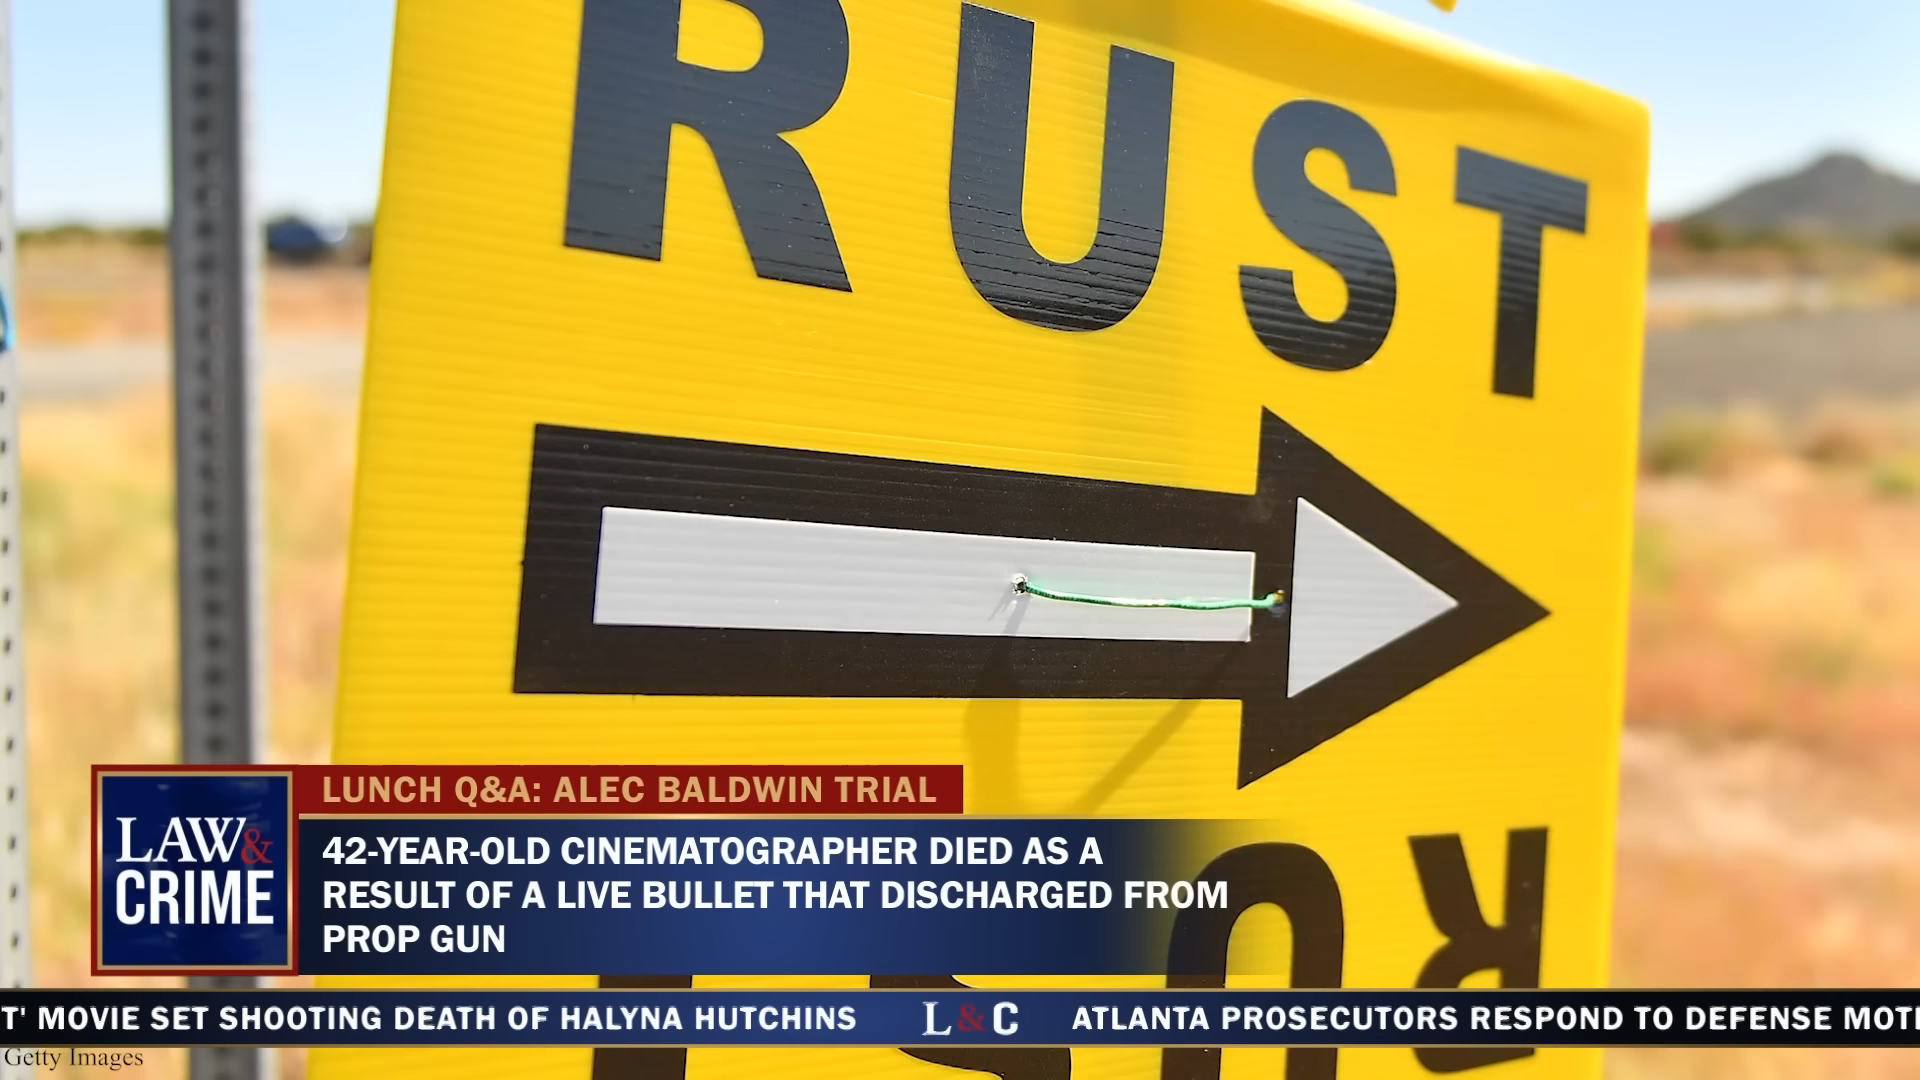 RUST
LUNCH Q&A: ALEC BALDWIN TRIAL
LAW&
CRIME
42-YEAR-OLD CINEMATOGRAPHER DIED AS A
RESULT OF A LIVE BULLET THAT DISCHARGED FROM
PROP GUN
T' MOVIE SET SHOOTING DEATH OF HALYNA HUTCHINS L&C ATLANTA PROSECUTORS RESPOND TO DEFENSE MOTI
Getty Images